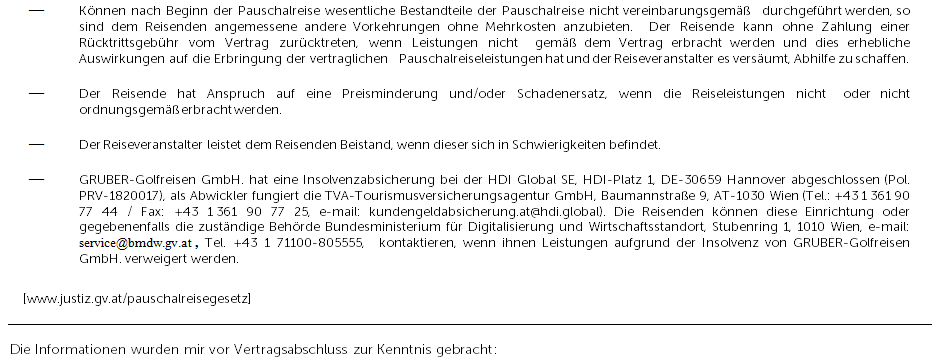 — Können nach Beginn der Pauschalreise wesentliche Bestandteile der Pauschalreise nicht vereinbarungsgemäß durchgeführt werden, so
sind dem Reisenden angemessene andere Vorkehrungen ohne Mehrkosten anzubieten. Der Reisende kann ohne Zahlung einer
Rücktrittsgebühr vom Vertrag zurücktreten, wenn Leistungen nicht gemäß dem Vertrag erbracht werden und dies erhebliche
Auswirkungen auf die Erbringung der vertraglichen Pauschalreiseleistungen hat und der Reiseveranstalter es versäumt, Abhilfe zu schaffen.
— Der Reisende hat Anspruch auf eine Preisminderung und/oder Schadenersatz, wenn die Reiseleistungen nicht oder nicht
ordnungsgemäß erbracht werden.
— Der Reiseveranstalter leistet dem Reisenden Beistand, wenn dieser sich in Schwierigkeiten befindet.
— GRUBER-Golfreisen GmbH. hat eine Insolvenzabsicherung bei der HDI Global SE, HDI-Platz 1, DE-30659 Hannover abgeschlossen (Pol.
PRV-1820017), als Abwickler fungiert die TVA-Tourismusversicherungsagentur GmbH, Baumannstraße 9, AT-1030 Wien (Tel.: +43 1 361 90
77 44 / Fax: +43 1 361 90 77 25, e-mail: kundengeldabsicherung.at@hdi.global). Die Reisenden können diese Einrichtung oder
gegebenenfalls die zuständige Behörde Bundesministerium für Digitalisierung und Wirtschaftsstandort, Stubenring 1, 1010 Wien, e-mail:
service@bmdw.gv.at , Tel. +43 1 71100-805555, kontaktieren, wenn ihnen Leistungen aufgrund der Insolvenz von GRUBER-Golfreisen
GmbH. verweigert werden.
[www.justiz.gv.at/pauschalreisegesetz]
Die Informationen wurden mir vor Vertragsabschluss zur Kenntnis gebracht: